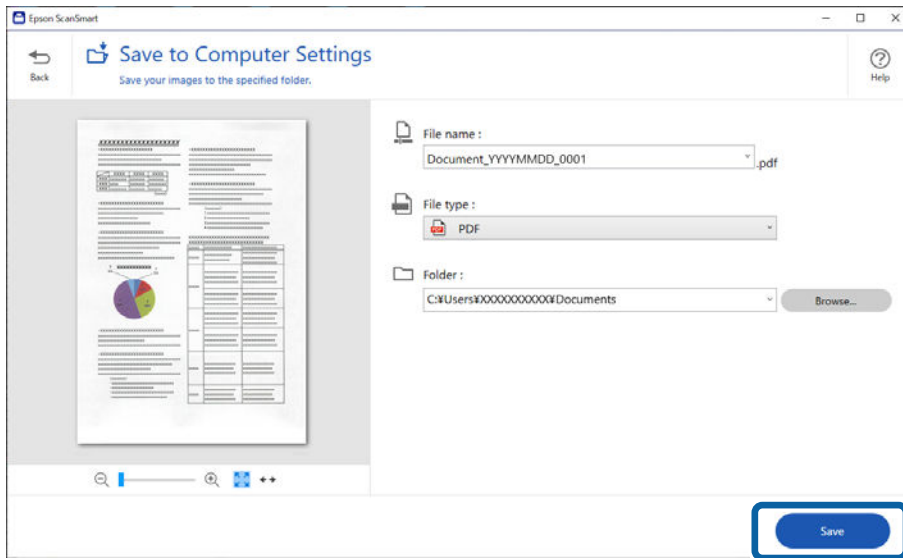 Epson ScanSmart
Back
Save to Computer Settings
Save your images to the specified folder.
Help
File name :
Document_YYYYMMDD_0001
.pdf
File type :
PDF
Folder :
C:¥Users¥XXXXXXXXXXX¥Documents
Browse...
Save